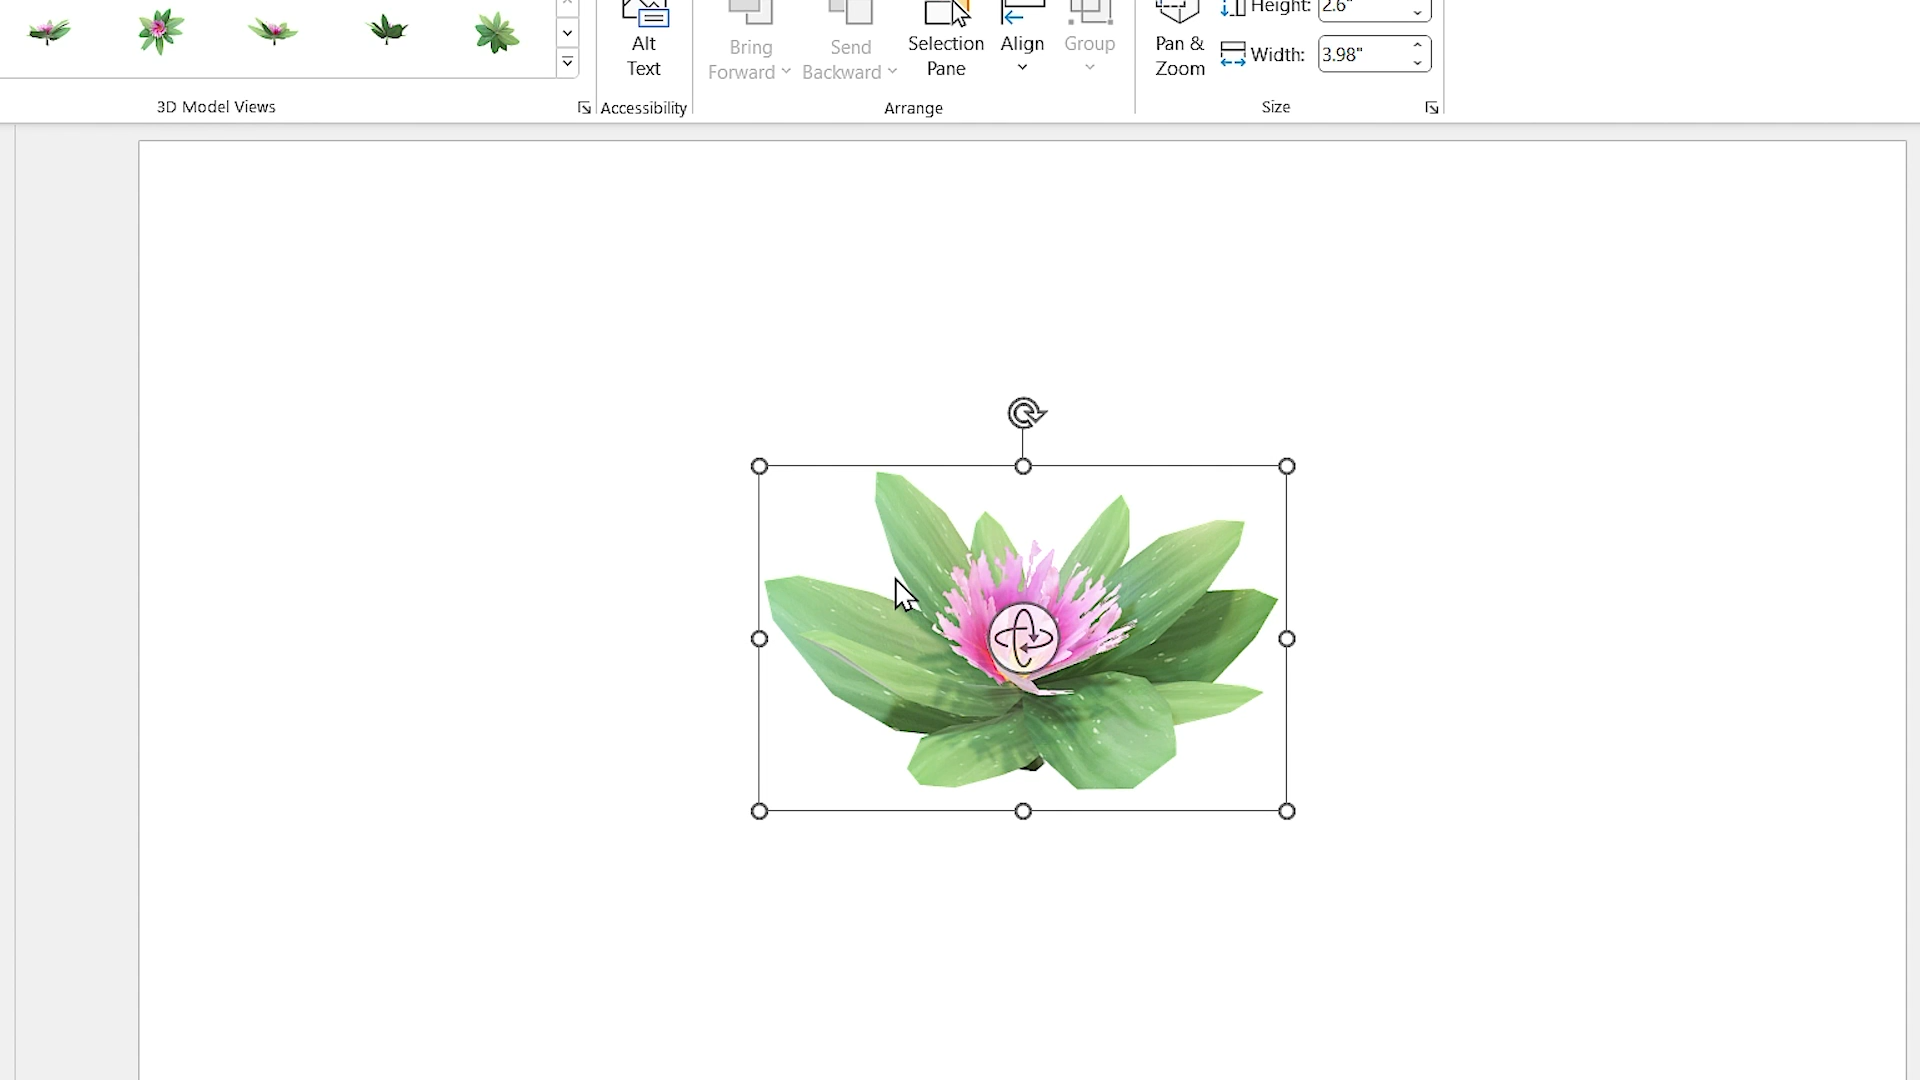 Height: 2.6"
Alt
Text
Bring
Forward
Send
Backward
Selection
Pane
Align
Group
Pan &
Zoom
Width: 3.98"
3D Model Views
Accessibility
Arrange
Size